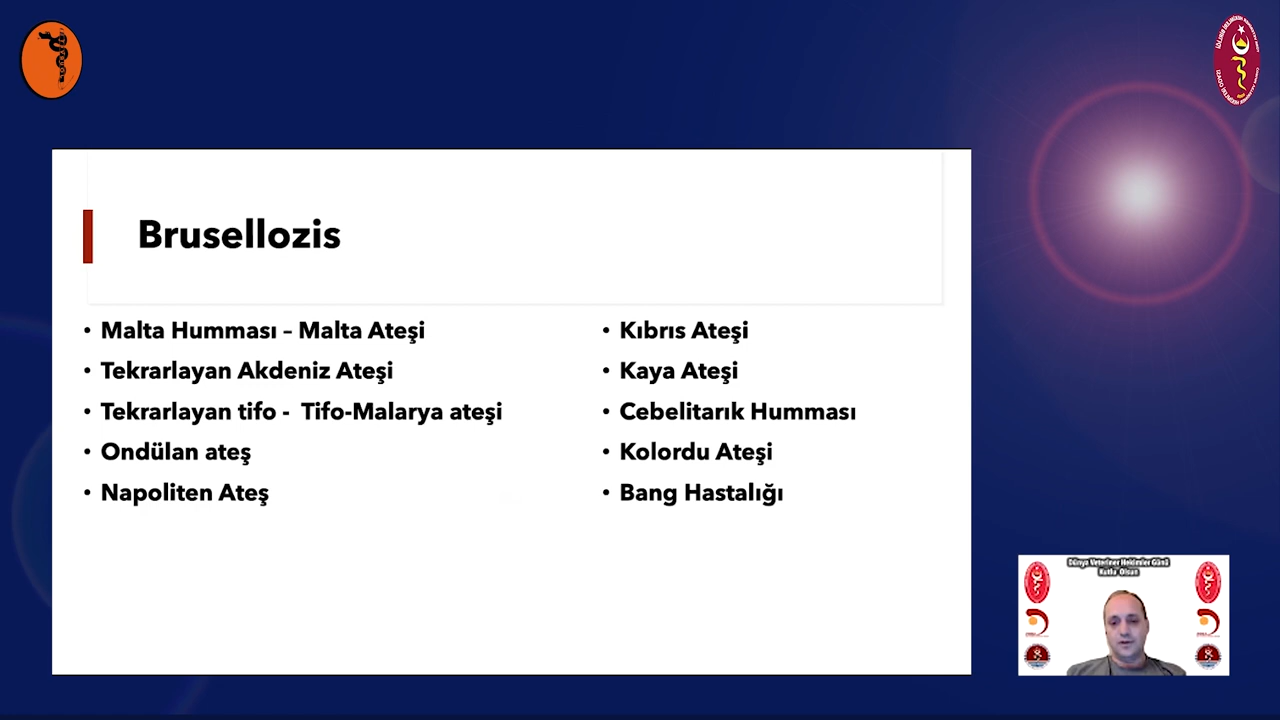 Brusellozis
• Malta Humması – Malta Ateşi
• Tekrarlayan Akdeniz Ateşi
• Tekrarlayan tifo - Tifo-Malarya ateşi
• Ondülan ateş
• Napoliten Ateş
• Kıbrıs Ateşi
• Kaya Ateşi
• Cebelitarık Humması
• Kolordu Ateşi
• Bang Hastalığı
Dünya Veteriner Hekimler Günü
Kutlu Olsun